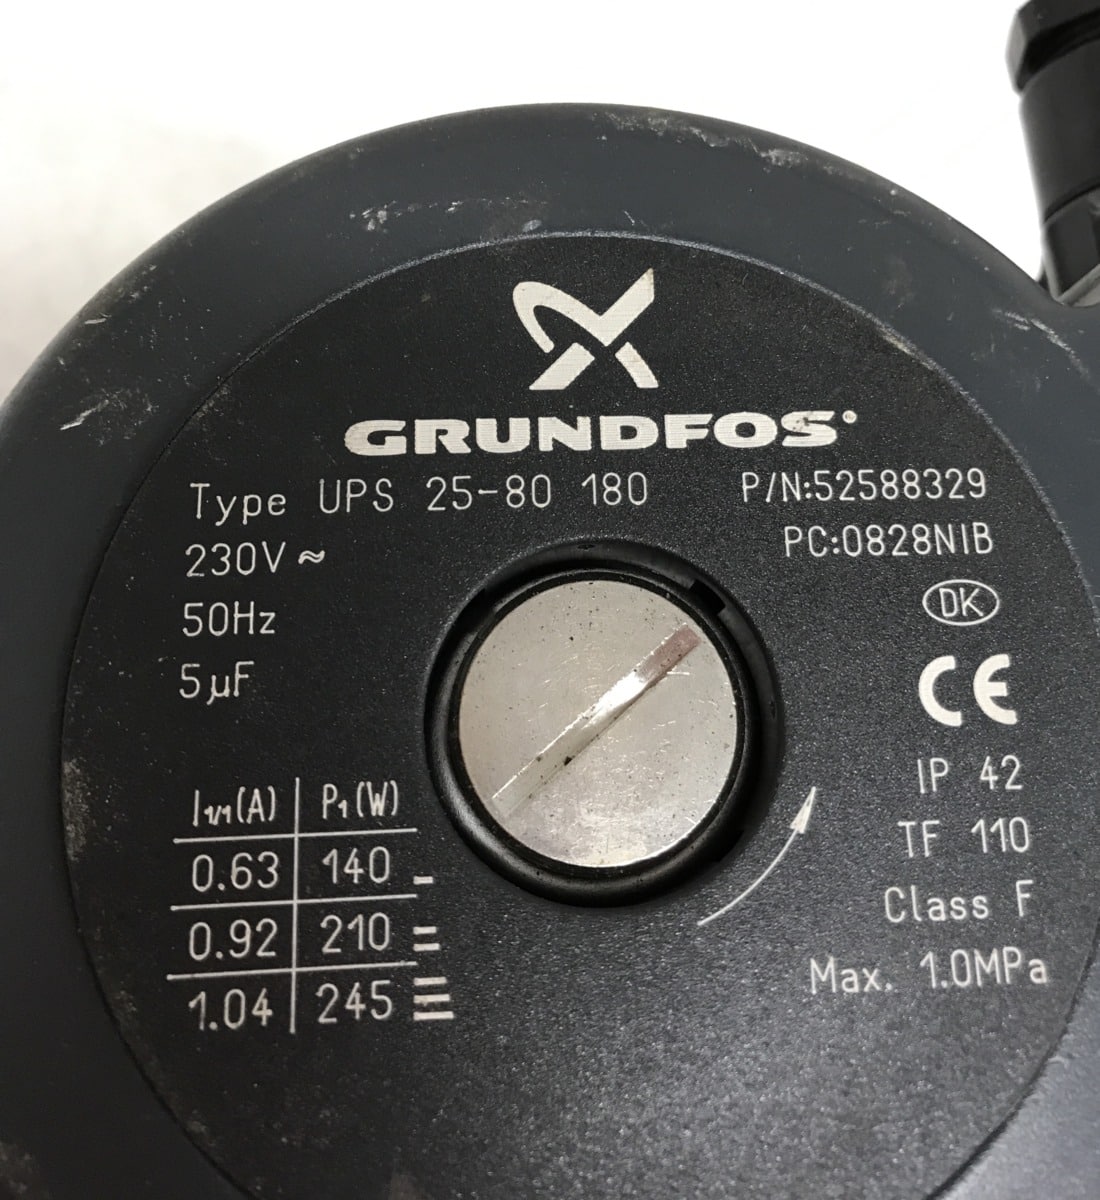 GRUNDFOS®
Type UPS 25-80 180
P/N:52588329
230V ≈
PC:0828NIB
50Hz
DK
5µF
CE
I1/1(A) P1(W)
0.63 140
0.92 210
1.04 245
IP 42
TF 110
Class F
Max. 1.0MPa